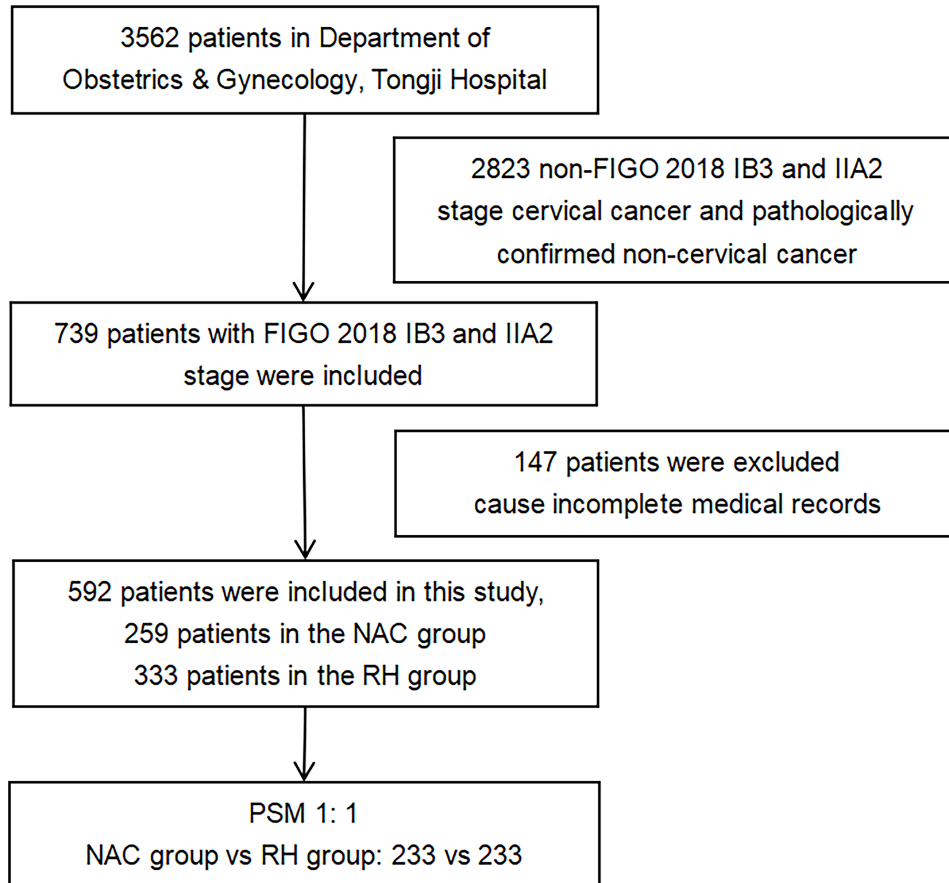 3562 patients in Department of
Obstetrics & Gynecology, Tongji Hospital
2823 non-FIGO 2018 IB3 and IIA2
stage cervical cancer and pathologically
confirmed non-cervical cancer
739 patients with FIGO 2018 IB3 and IIA2
stage were included
147 patients were excluded
cause incomplete medical records
592 patients were included in this study,
259 patients in the NAC group
333 patients in the RH group
PSM 1: 1
NAC group vs RH group: 233 vs 233